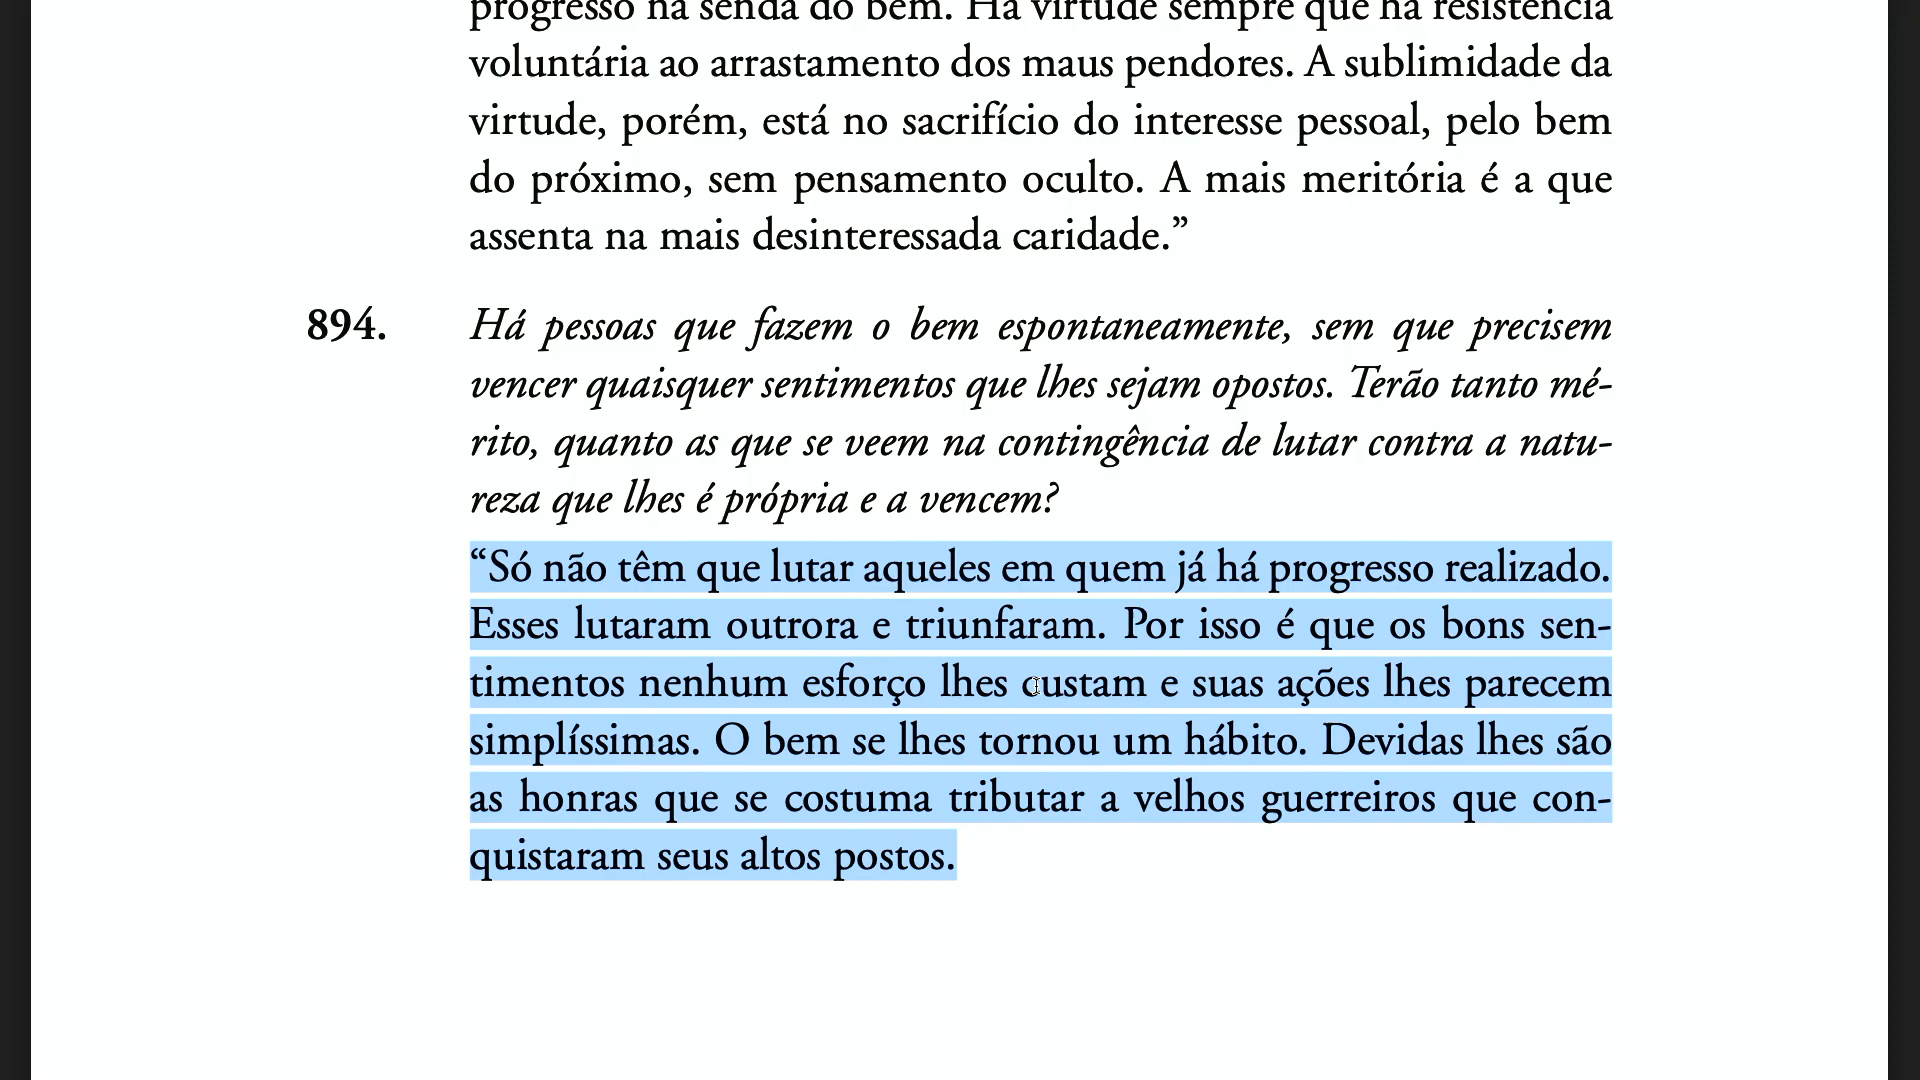 progresso na senda do bem. Há virtude sempre que há resistência
voluntária ao arrastamento dos maus pendores. A sublimidade da
virtude, porém, está no sacrifício do interesse pessoal, pelo bem
do próximo, sem pensamento oculto. A mais meritória é a que
assenta na mais desinteressada caridade.”
894. Há pessoas que fazem o bem espontaneamente, sem que precisem
vencer quaisquer sentimentos que lhes sejam opostos. Terão tanto mé-
rito, quanto as que se veem na contingência de lutar contra a natu-
reza que lhes é própria e a vencem?
“Só não têm que lutar aqueles em quem já há progresso realizado.
Esses lutaram outrora e triunfaram. Por isso é que os bons sen-
timentos nenhum esforço lhes custam e suas ações lhes parecem
simplíssimas. O bem se lhes tornou um hábito. Devidas lhes são
as honras que se costuma tributar a velhos guerreiros que con-
quistaram seus altos postos.